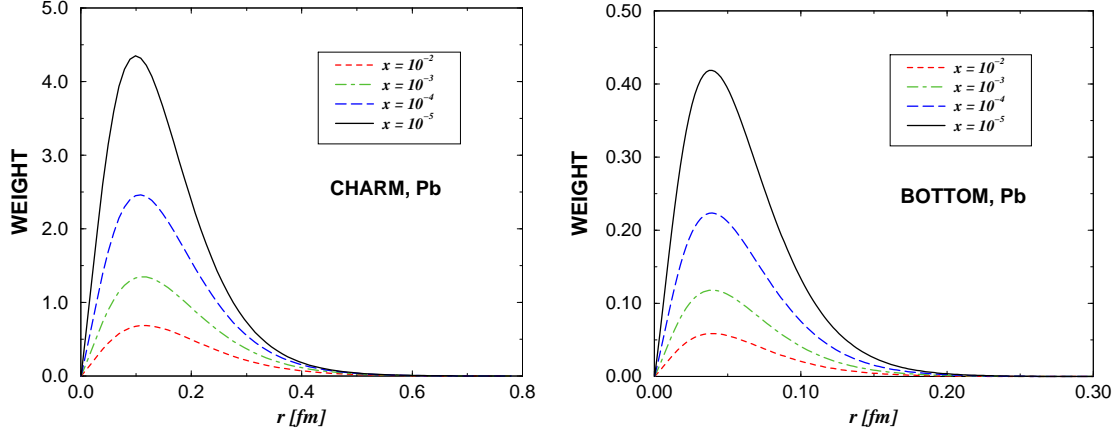 5.0
4.0
3.0
2.0
1.0
0.0
WEIGHT
x = 10⁻²
x = 10⁻³
x = 10⁻⁴
x = 10⁻⁵
CHARM, Pb
0.0 0.2 0.4 0.6 0.8
r [fm]
0.50
0.40
0.30
0.20
0.10
0.00
WEIGHT
x = 10⁻²
x = 10⁻³
x = 10⁻⁴
x = 10⁻⁵
BOTTOM, Pb
0.00 0.10 0.20 0.30
r [fm]